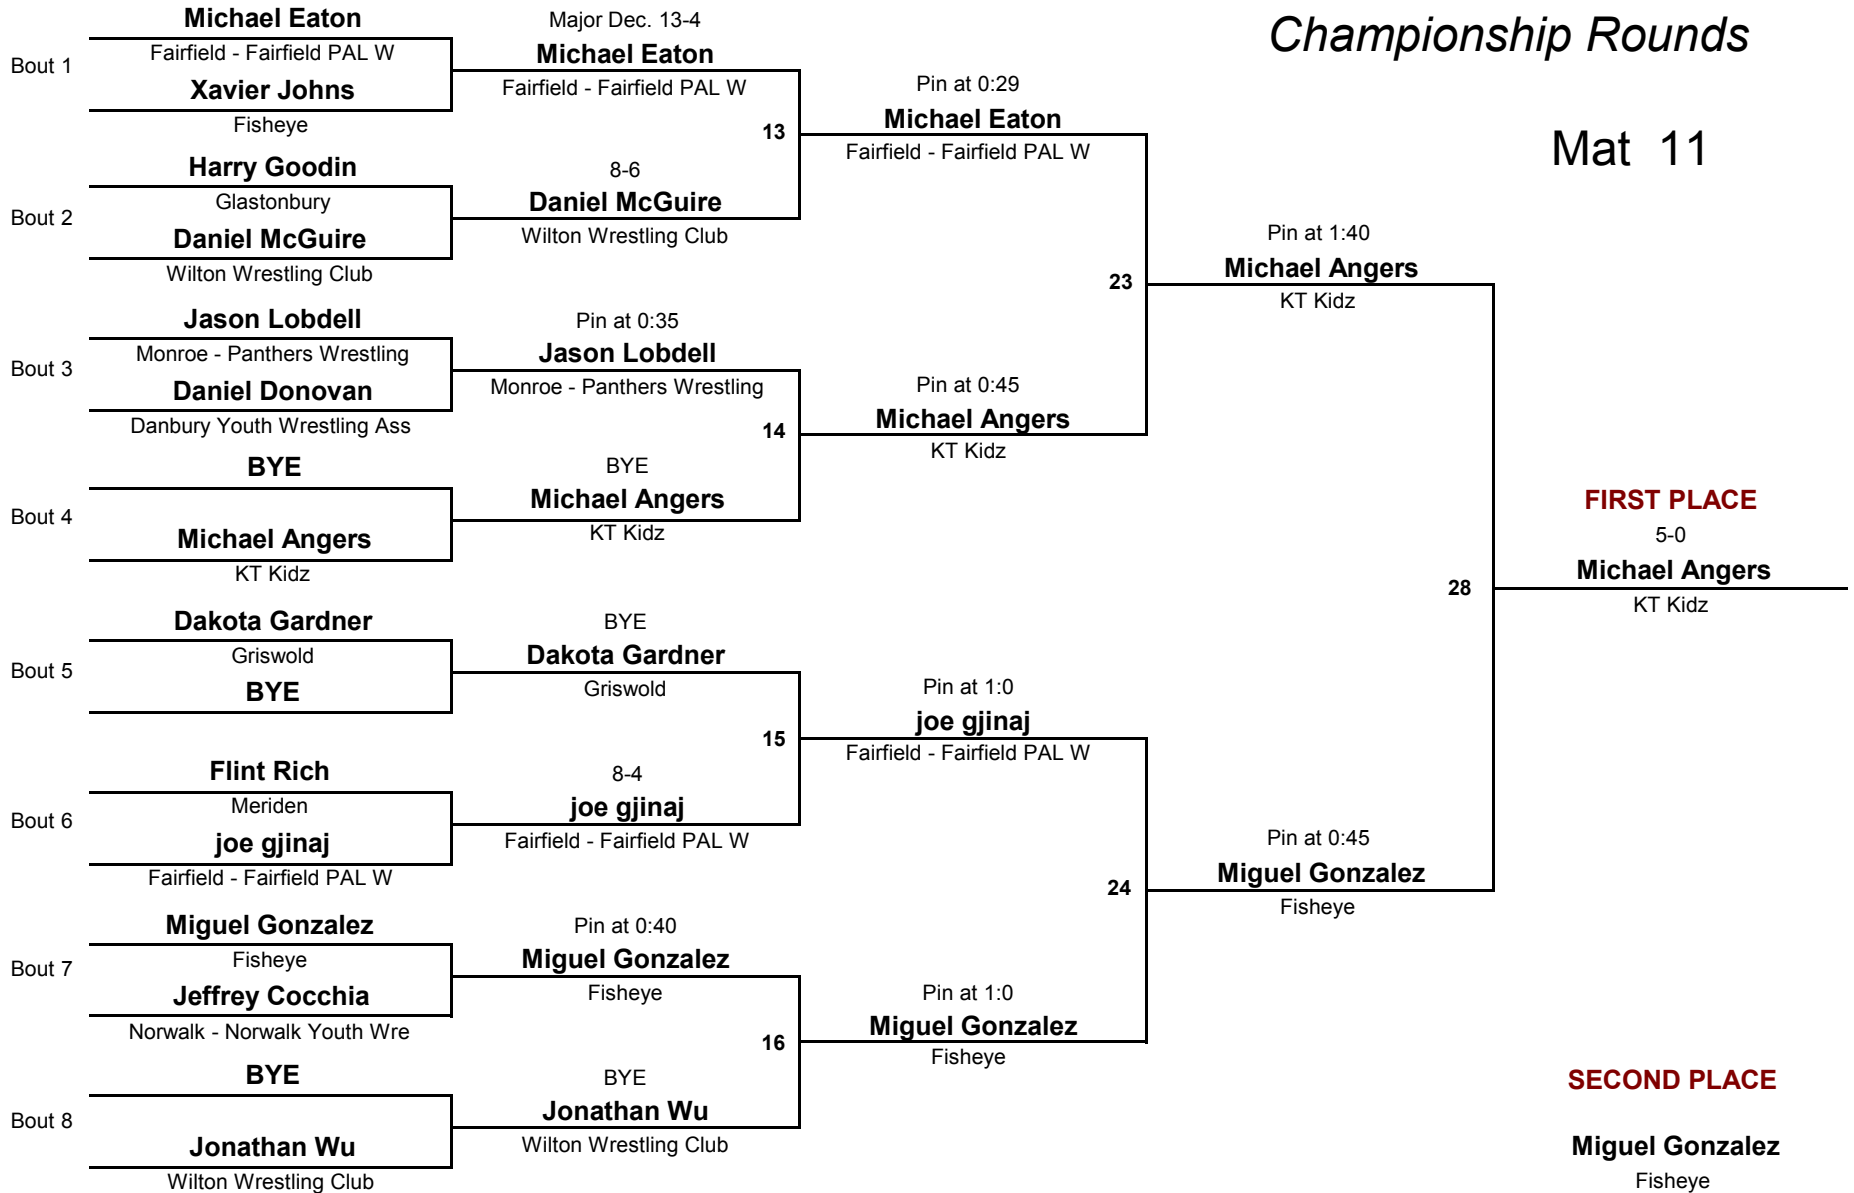 Championship Rounds
Mat 11
Bout 1
Michael Eaton
Fairfield - Fairfield PAL W
Xavier Johns
Fisheye
Bout 2
Harry Goodin
Glastonbury
Daniel McGuire
Wilton Wrestling Club
Bout 3
Jason Lobdell
Monroe - Panthers Wrestling
Daniel Donovan
Danbury Youth Wrestling Ass
Bout 4
BYE
Michael Angers
KT Kidz
Bout 5
Dakota Gardner
Griswold
BYE
Bout 6
Flint Rich
Meriden
joe gjinaj
Fairfield - Fairfield PAL W
Bout 7
Miguel Gonzalez
Fisheye
Jeffrey Cocchia
Norwalk - Norwalk Youth Wre
Bout 8
BYE
Jonathan Wu
Wilton Wrestling Club
Major Dec. 13-4
Michael Eaton
Fairfield - Fairfield PAL W
13
8-6
Daniel McGuire
Wilton Wrestling Club
Pin at 0:35
Jason Lobdell
Monroe - Panthers Wrestling
14
BYE
Michael Angers
KT Kidz
BYE
Dakota Gardner
Griswold
15
8-4
joe gjinaj
Fairfield - Fairfield PAL W
Pin at 0:40
Miguel Gonzalez
Fisheye
16
BYE
Jonathan Wu
Wilton Wrestling Club
Pin at 0:29
Michael Eaton
Fairfield - Fairfield PAL W
23
Pin at 0:45
Michael Angers
KT Kidz
Pin at 1:0
joe gjinaj
Fairfield - Fairfield PAL W
24
Pin at 1:0
Miguel Gonzalez
Fisheye
Pin at 1:40
Michael Angers
KT Kidz
28
Pin at 0:45
Miguel Gonzalez
Fisheye
FIRST PLACE
5-0
Michael Angers
KT Kidz
SECOND PLACE
Miguel Gonzalez
Fisheye